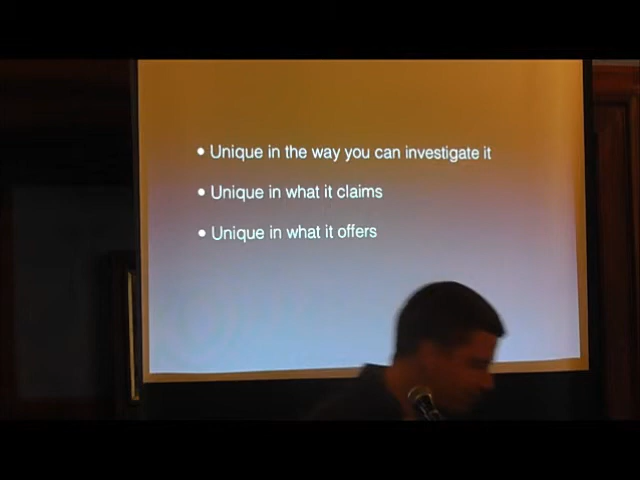 • Unique in the way you can investigate it
• Unique in what it claims
• Unique in what it offers